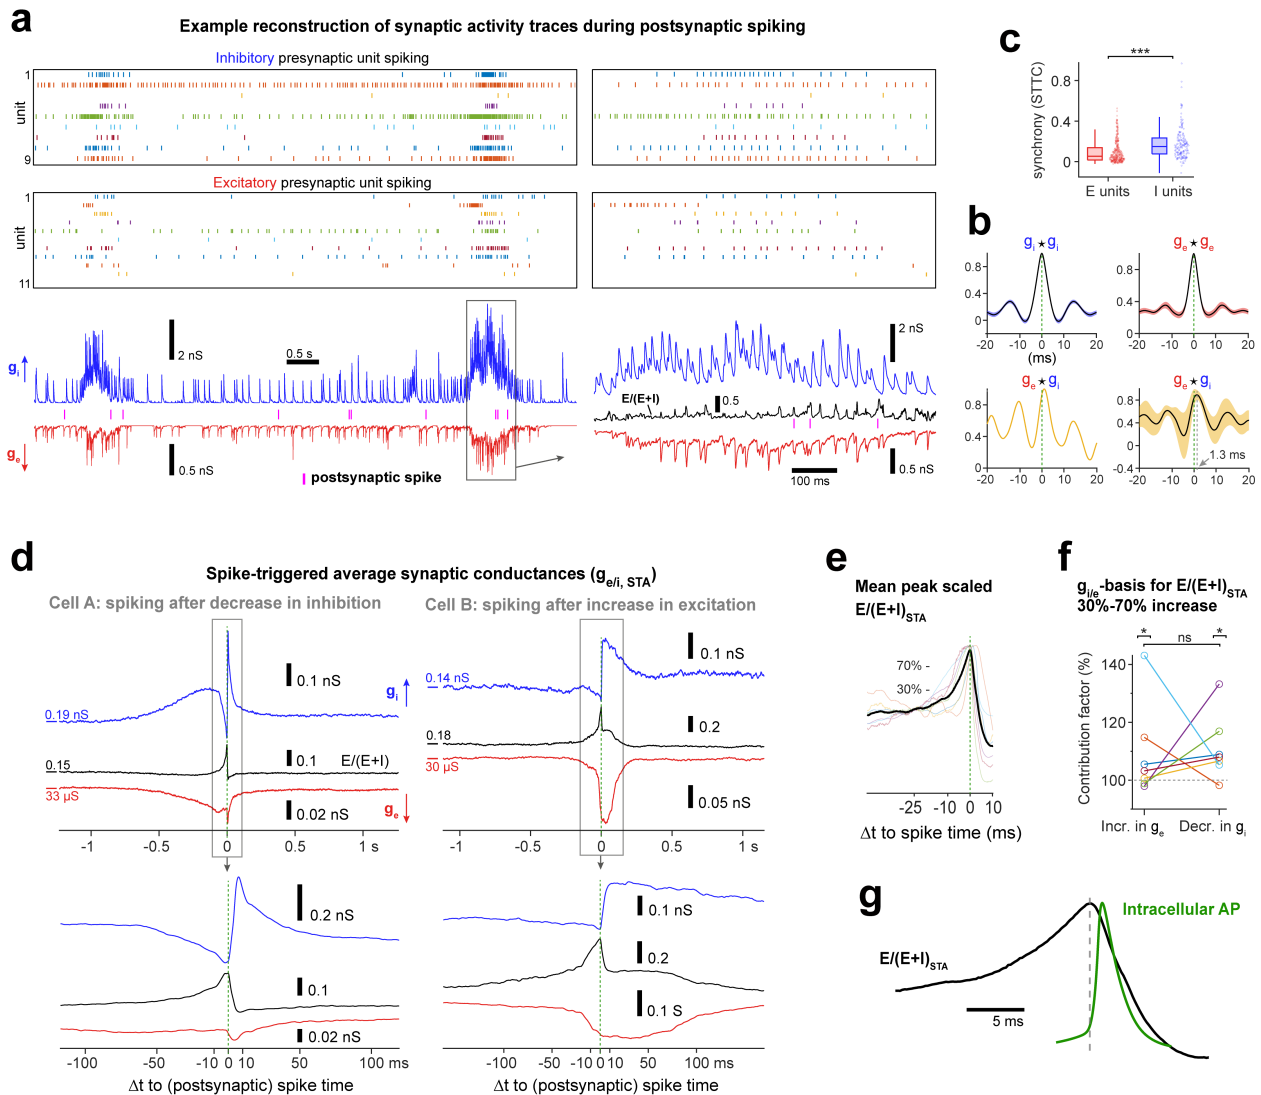 a
Example reconstruction of synaptic activity traces during postsynaptic spiking
Inhibitory presynaptic unit spiking
1
unit
9
Excitatory presynaptic unit spiking
1
unit
11
2 nS
0.5 s
gi
ge
0.5 nS
postsynaptic spike
2 nS
E/(E+I)
0.5
0.5 nS
100 ms
c
***
synchrony (STTC)
0.8
0.4
0
E units
I units
b
gi ★ gi
0.8
0.4
0
-20 -10 0 10 20
(ms)
ge ★ ge
0.8
0.4
0
-20 -10 0 10 20
ge ★ gi
0.8
0.4
0
-20 -10 0 10 20
ge ★ gi
0.8
0.4
0
-0.4
1.3 ms
-20 -10 0 10 20
d
Spike-triggered average synaptic conductances (ge/i, STA)
Cell A: spiking after decrease in inhibition
0.1 nS
gi
0.19 nS
0.1
E/(E+I)
0.15
33 µS
0.02 nS
ge
-1 -0.5 0 0.5 1 s
0.2 nS
0.1
0.02 nS
-100 -50 -10 0 10 50 100 ms
Δt to (postsynaptic) spike time
Cell B: spiking after increase in excitation
0.1 nS
0.14 nS
0.2
0.18
30 µS
0.05 nS
-1 -0.5 0 0.5 1
0.1 nS
0.2
0.1 S
-100 -50 -10 0 10 50 100 ms
Δt to (postsynaptic) spike time
e
Mean peak scaled
E/(E+I)STA
70% -
30% -
-25 -10 0 10
Δt to spike time (ms)
f
gi/e-basis for E/(E+I)STA
30%-70% increase
* ns *
Contribution factor (%)
140
120
100
Incr. in ge
Decr. in gi
g
Intracellular AP
E/(E+I)STA
5 ms